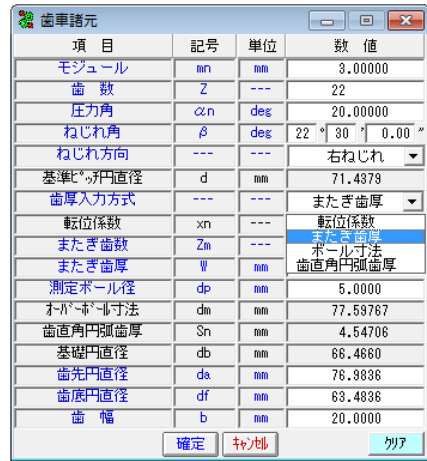 歯車諸元
項　目 記号 単位 数　値
モジュール mn mm 3.00000
歯　数 Z --- 22
圧力角 αn deg 20.00000
ねじれ角 β deg 22 ° 30 ' 0.00 "
ねじれ方向 --- --- 右ねじれ
基準ﾋﾟｯﾁ円直径 d mm 71.4379
歯厚入力方式 --- --- またぎ歯厚
転位係数 xn --- 転位係数
またぎ歯厚
またぎ歯数 Zm --- ボール寸法
またぎ歯厚 W mm 歯直角円弧歯厚
測定ボール径 dp mm 5.0000
ｵｰﾊﾞｰﾎﾞｰﾙ寸法 dm mm 77.59767
歯直角円弧歯厚 Sn mm 4.54706
基礎円直径 db mm 66.4660
歯先円直径 da mm 76.9836
歯底円直径 df mm 63.4836
歯　幅 b mm 20.0000
確定 ｷｬﾝｾﾙ ｸﾘｱ